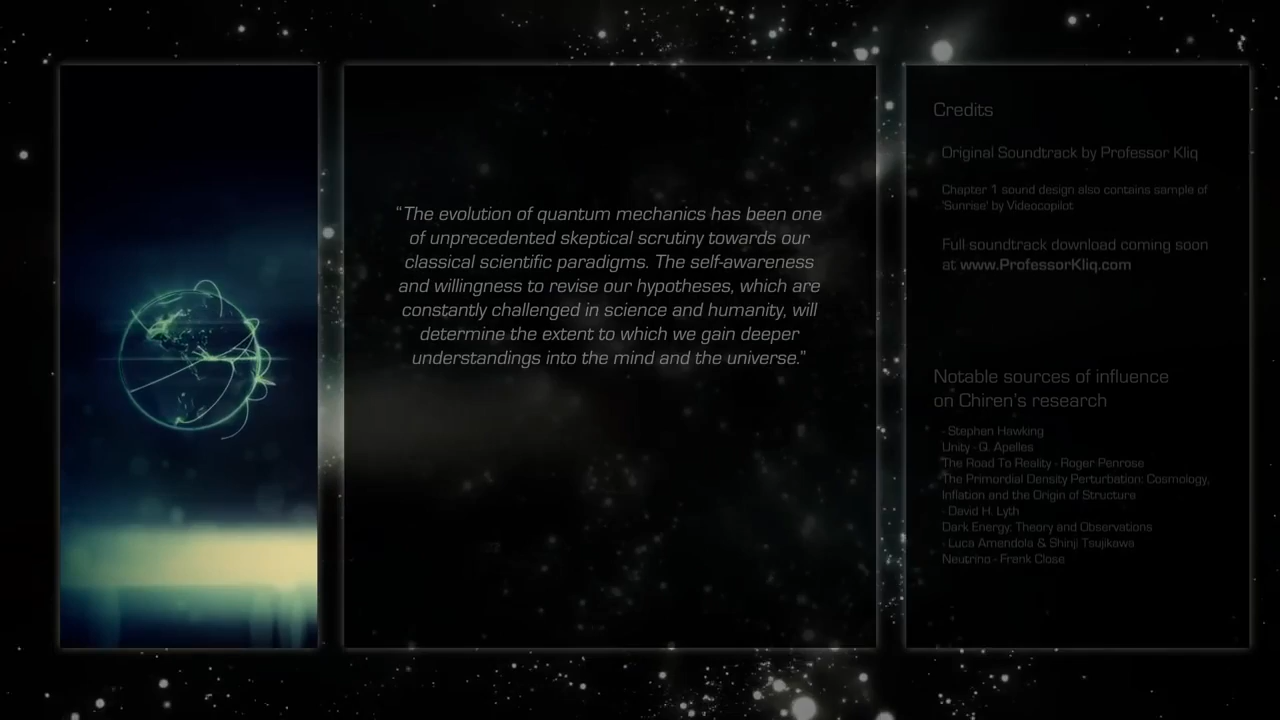 “The evolution of quantum mechanics has been one
of unprecedented skeptical scrutiny towards our
classical scientific paradigms. The self-awareness
and willingness to revise our hypotheses, which are
constantly challenged in science and humanity, will
determine the extent to which we gain deeper
understandings into the mind and the universe.”
Credits
Original Soundtrack by Professor Kliq
Chapter 1 sound design also contains sample of
'Sunrise' by Videocopilot
Full soundtrack download coming soon
at www.ProfessorKliq.com
Notable sources of influence
on Chiren's research
- Stephen Hawking
Unity - Q. Apelles
The Road To Reality - Roger Penrose
The Primordial Density Perturbation: Cosmology,
Inflation and the Origin of Structure
- David H. Lyth
Dark Energy: Theory and Observations
- Luca Amendola & Shinji Tsujikawa
Neutrino - Frank Close